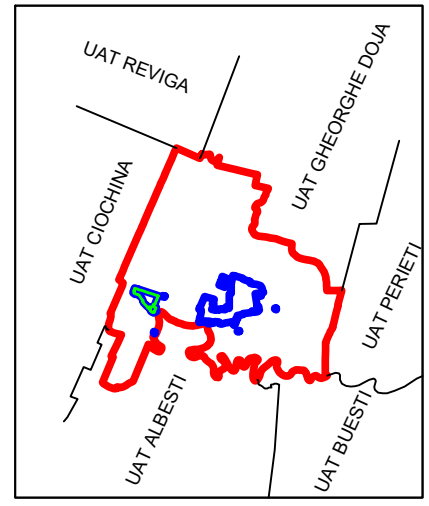 UAT REVIGA
UAT GHEORGHE DOJA
UAT CIOCHINA
UAT PERIETI
UAT ALBESTI
UAT BUESTI